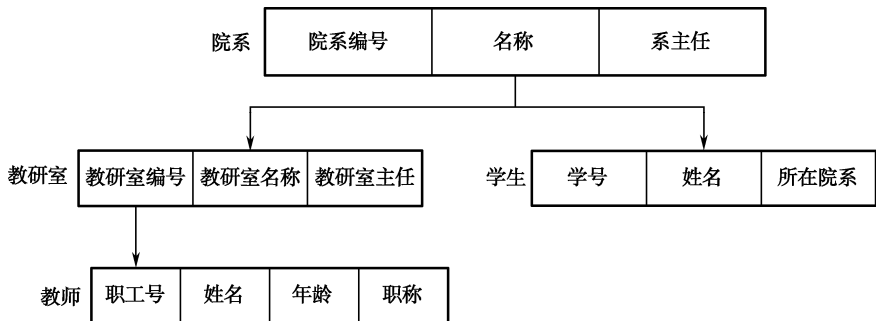 院系 院系编号 名称 系主任
教研室 教研室编号 教研室名称 教研室主任
学生 学号 姓名 所在院系
教师 职工号 姓名 年龄 职称